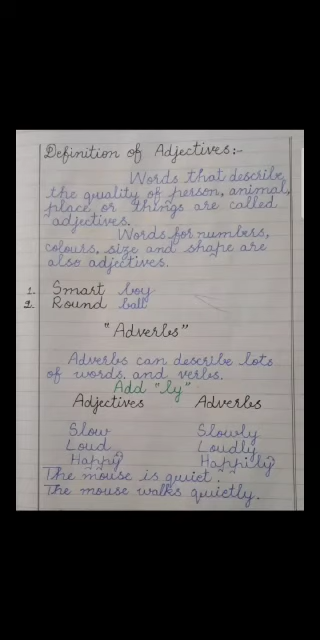 Definition of Adjectives:-
Words that describe
the quality of person, animal,
place or things are called
adjectives.
Words for numbers,
colours, size and shape are
also adjectives.
1. Smart boy
2. Round ball
"Adverbs"
Adverbs can describe lots
of words and verbs.
Add "ly"
Adjectives Adverbs
Slow Slowly
Loud Loudly
Happy Happily
The mouse is quiet.
The mouse walks quietly.